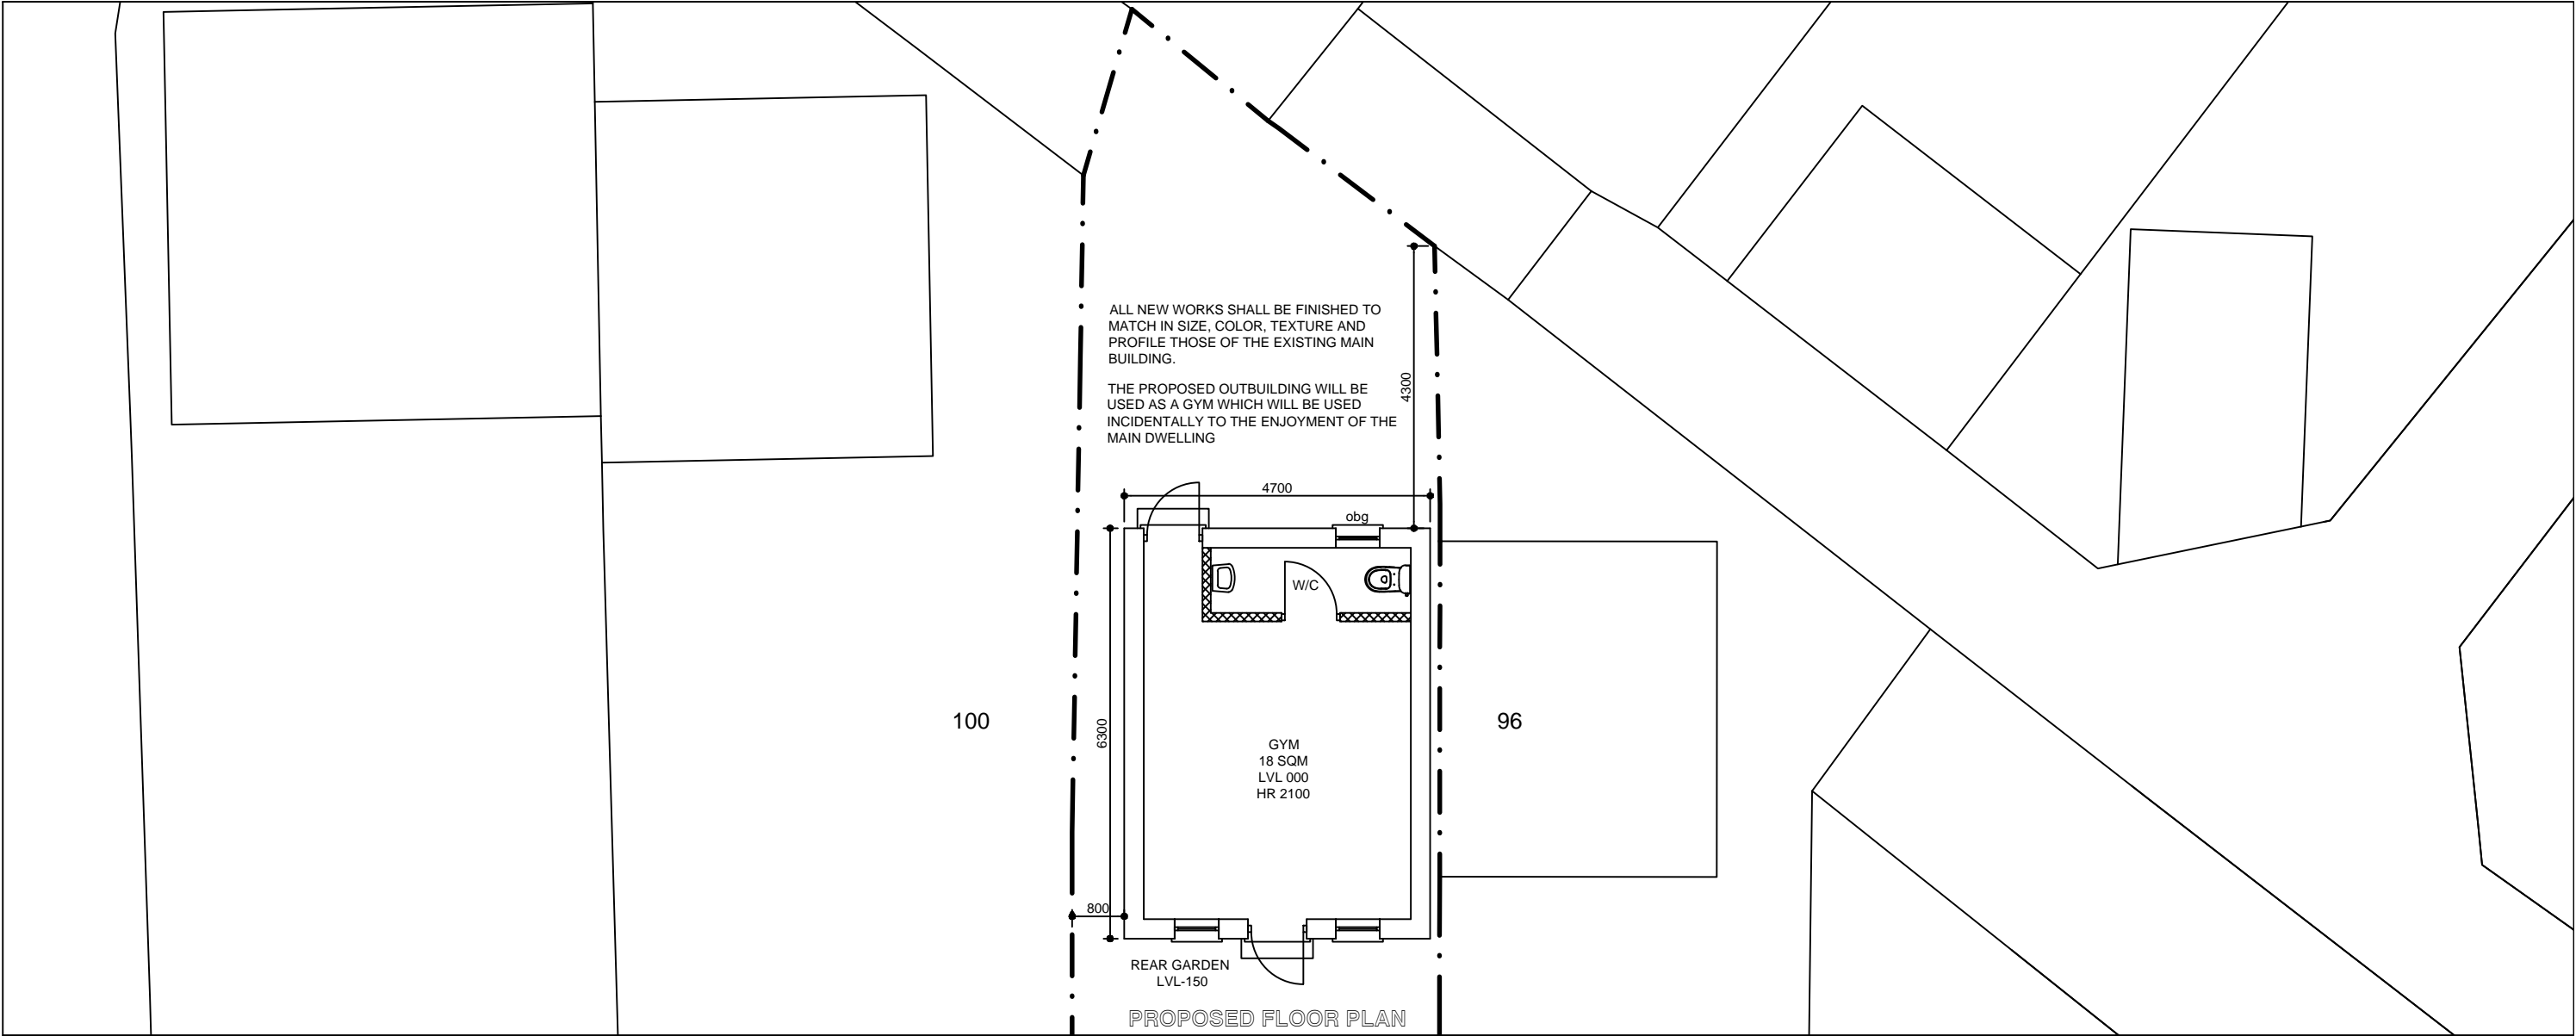 ALL NEW WORKS SHALL BE FINISHED TO
MATCH IN SIZE, COLOR, TEXTURE AND
PROFILE THOSE OF THE EXISTING MAIN
BUILDING.
THE PROPOSED OUTBUILDING WILL BE
USED AS A GYM WHICH WILL BE USED
INCIDENTALLY TO THE ENJOYMENT OF THE
MAIN DWELLING
4300
4700
obg
W/C
100
6300
96
GYM
18 SQM
LVL 000
HR 2100
800
REAR GARDEN
LVL-150
PROPOSED FLOOR PLAN